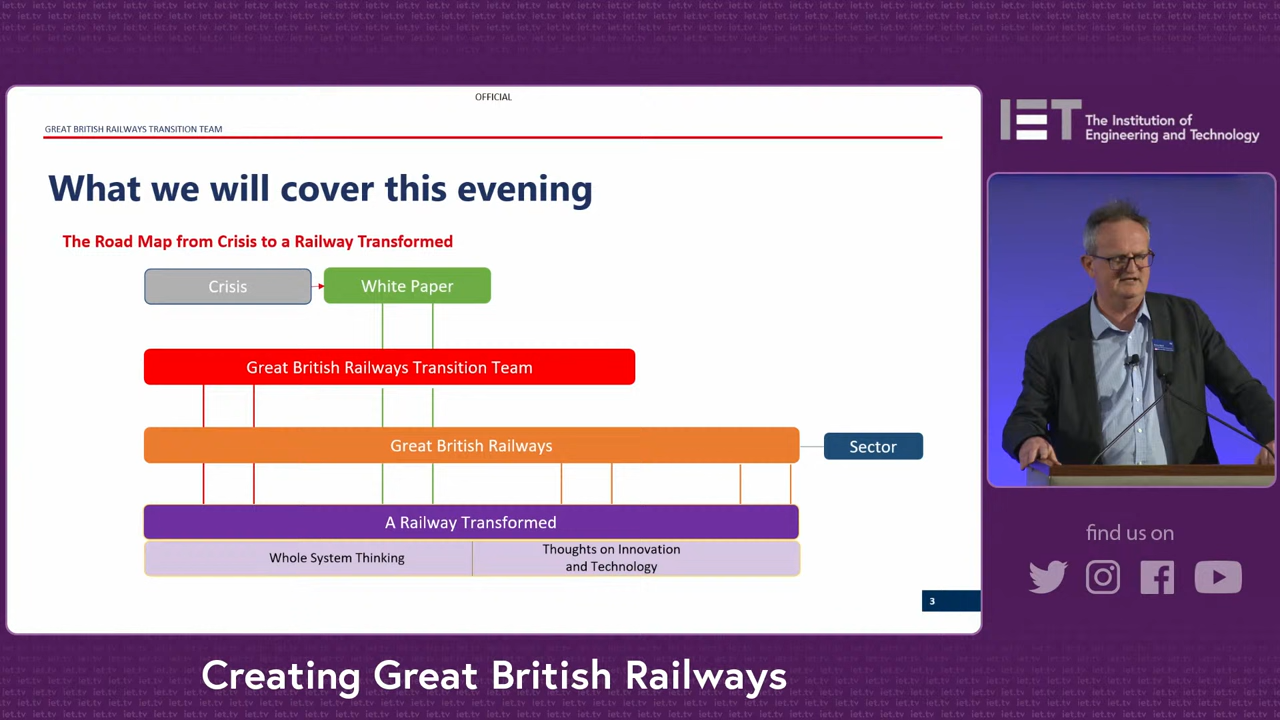 OFFICIAL
GREAT BRITISH RAILWAYS TRANSITION TEAM
What we will cover this evening
The Road Map from Crisis to a Railway Transformed
Crisis
White Paper
Great British Railways Transition Team
Great British Railways
Sector
A Railway Transformed
Whole System Thinking
Thoughts on Innovation
and Technology
3
IET
The Institution of
Engineering and Technology
find us on
Creating Great British Railways